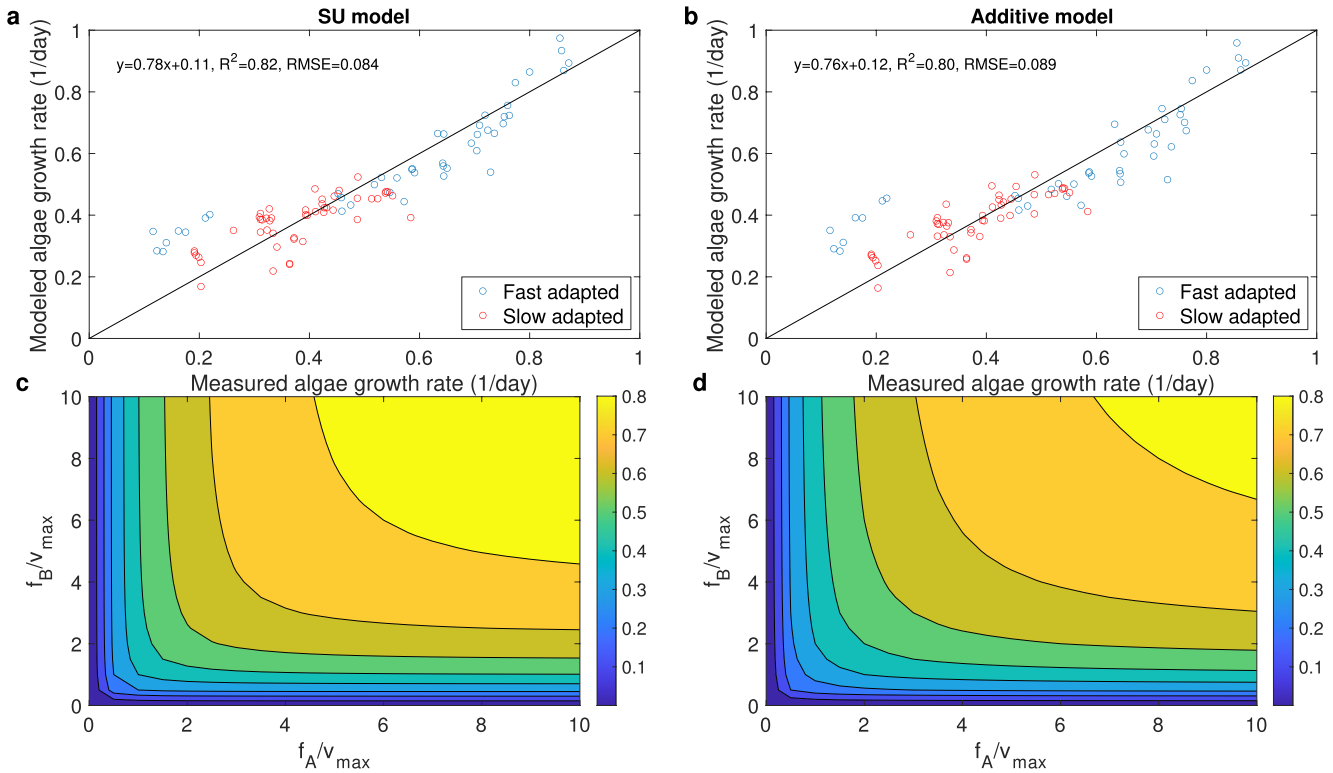 a
SU model
Modeled algae growth rate (1/day)
y=0.78x+0.11, R²=0.82, RMSE=0.084
1
0.8
0.6
0.4
0.2
0
Fast adapted
Slow adapted
0 0.2 0.4 0.6 0.8 1
Measured algae growth rate (1/day)
b
Additive model
Modeled algae growth rate (1/day)
y=0.76x+0.12, R²=0.80, RMSE=0.089
1
0.8
0.6
0.4
0.2
0
Fast adapted
Slow adapted
0 0.2 0.4 0.6 0.8 1
Measured algae growth rate (1/day)
c
f_B/v_max
10
8
6
4
2
0
0 2 4 6 8 10
f_A/v_max
0.8
0.7
0.6
0.5
0.4
0.3
0.2
0.1
d
f_B/v_max
10
8
6
4
2
0
0 2 4 6 8 10
f_A/v_max
0.8
0.7
0.6
0.5
0.4
0.3
0.2
0.1